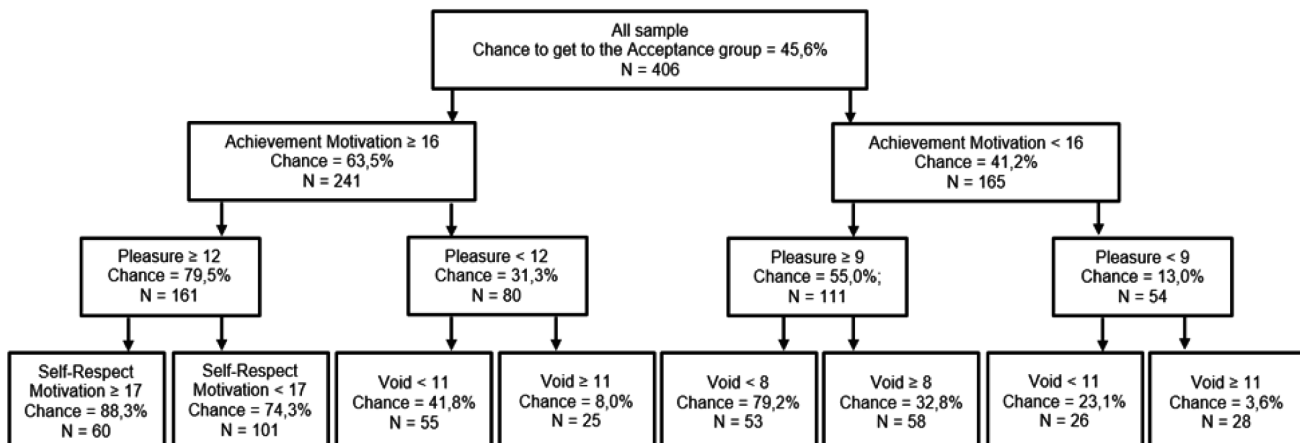 All sample
Chance to get to the Acceptance group = 45,6%
N = 406
Achievement Motivation ≥ 16
Chance = 63,5%
N = 241
Achievement Motivation < 16
Chance = 41,2%
N = 165
Pleasure ≥ 12
Chance = 79,5%
N = 161
Pleasure < 12
Chance = 31,3%
N = 80
Pleasure ≥ 9
Chance = 55,0%;
N = 111
Pleasure < 9
Chance = 13,0%
N = 54
Self-Respect
Motivation ≥ 17
Chance = 88,3%
N = 60
Self-Respect
Motivation < 17
Chance = 74,3%
N = 101
Void < 11
Chance = 41,8%
N = 55
Void ≥ 11
Chance = 8,0%
N = 25
Void < 8
Chance = 79,2%
N = 53
Void ≥ 8
Chance = 32,8%
N = 58
Void < 11
Chance = 23,1%
N = 26
Void ≥ 11
Chance = 3,6%
N = 28